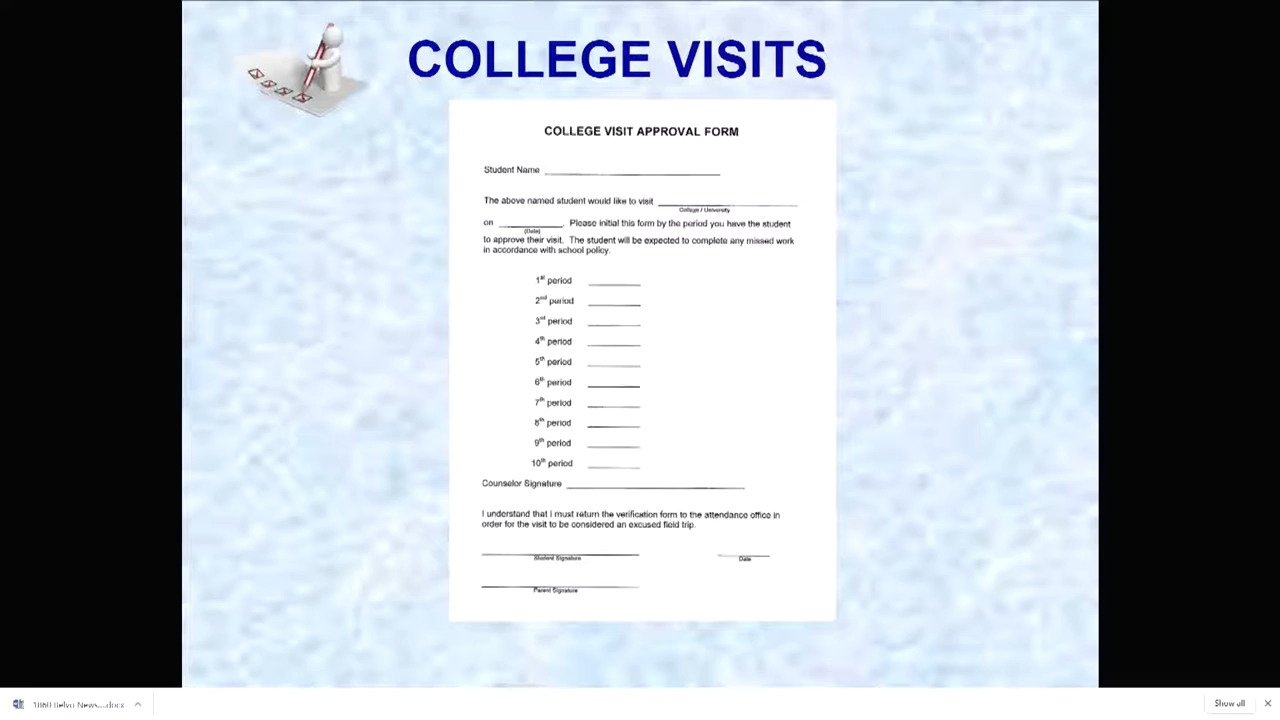 COLLEGE VISITS
COLLEGE VISIT APPROVAL FORM
Student Name
The above named student would like to visit
College / University
on . Please initial this form by the period you have the student
(Date)
to approve their visit. The student will be expected to complete any missed work
in accordance with school policy.
1st period
2nd period
3rd period
4th period
5th period
6th period
7th period
8th period
9th period
10th period
Counselor Signature
I understand that I must return the verification form to the attendance office in
order for the visit to be considered an excused field trip.
Student Signature Date
Parent Signature
1860 Belvo News....docx Show all